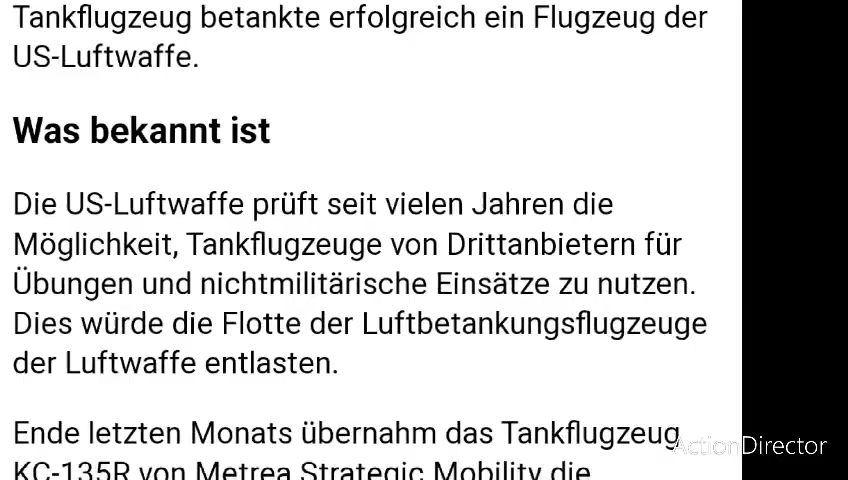 Tankflugzeug betankte erfolgreich ein Flugzeug der
US-Luftwaffe.
Was bekannt ist
Die US-Luftwaffe prüft seit vielen Jahren die
Möglichkeit, Tankflugzeuge von Drittanbietern für
Übungen und nichtmilitärische Einsätze zu nutzen.
Dies würde die Flotte der Luftbetankungsflugzeuge
der Luftwaffe entlasten.
Ende letzten Monats übernahm das Tankflugzeug
ActionDirector
KC-135R von Metrea Strategic Mobility die